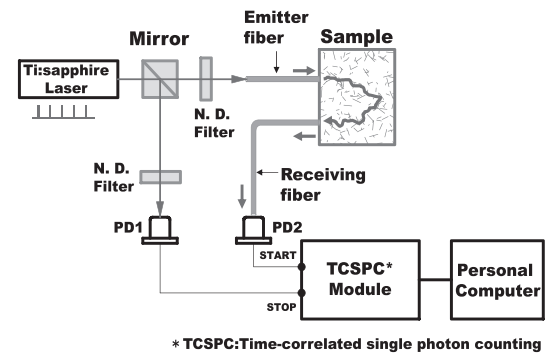 Emitter
fiber
Mirror
Sample
Ti:sapphire
Laser
N. D.
Filter
N. D.
Filter
Receiving
fiber
PD1
PD2
START
STOP
TCSPC*
Module
Personal
Computer
* TCSPC:Time-correlated single photon counting